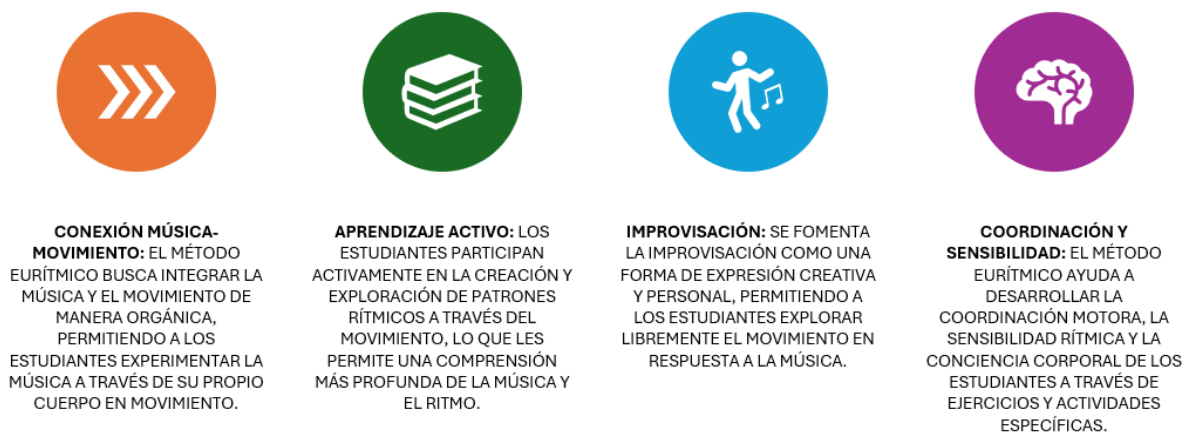 CONEXIÓN MÚSICA-
MOVIMIENTO: EL MÉTODO
EURÍTMICO BUSCA INTEGRAR LA
MÚSICA Y EL MOVIMIENTO DE
MANERA ORGÁNICA,
PERMITIENDO A LOS
ESTUDIANTES EXPERIMENTAR LA
MÚSICA A TRAVÉS DE SU PROPIO
CUERPO EN MOVIMIENTO.
APRENDIZAJE ACTIVO: LOS
ESTUDIANTES PARTICIPAN
ACTIVAMENTE EN LA CREACIÓN Y
EXPLORACIÓN DE PATRONES
RÍTMICOS A TRAVÉS DEL
MOVIMIENTO, LO QUE LES
PERMITE UNA COMPRENSIÓN
MÁS PROFUNDA DE LA MÚSICA Y
EL RITMO.
IMPROVISACIÓN: SE FOMENTA
LA IMPROVISACIÓN COMO UNA
FORMA DE EXPRESIÓN CREATIVA
Y PERSONAL, PERMITIENDO A
LOS ESTUDIANTES EXPLORAR
LIBREMENTE EL MOVIMIENTO EN
RESPUESTA A LA MÚSICA.
COORDINACIÓN Y
SENSIBILIDAD: EL MÉTODO
EURÍTMICO AYUDA A
DESARROLLAR LA
COORDINACIÓN MOTORA, LA
SENSIBILIDAD RÍTMICA Y LA
CONCIENCIA CORPORAL DE LOS
ESTUDIANTES A TRAVÉS DE
EJERCICIOS Y ACTIVIDADES
ESPECÍFICAS.